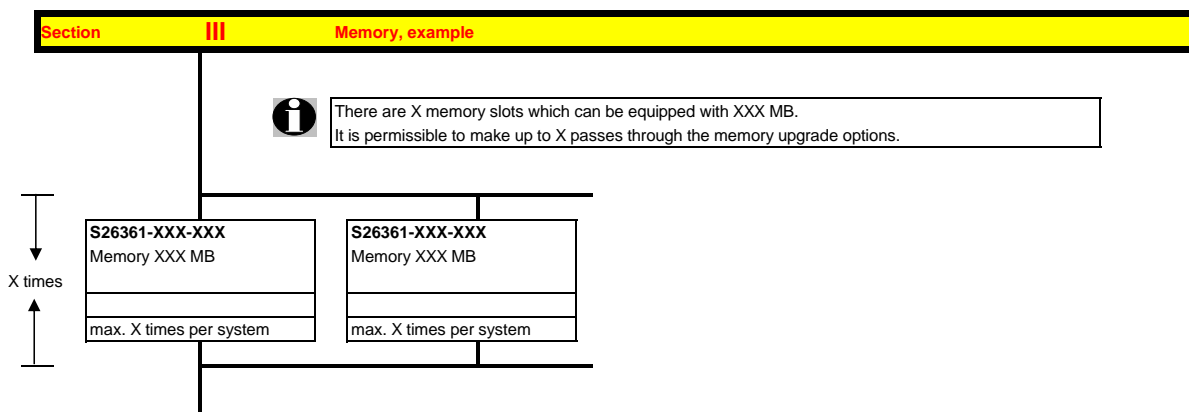 Section III Memory, example
There are X memory slots which can be equipped with XXX MB.
It is permissible to make up to X passes through the memory upgrade options.
S26361-XXX-XXX
Memory XXX MB
max. X times per system
S26361-XXX-XXX
Memory XXX MB
max. X times per system
X times